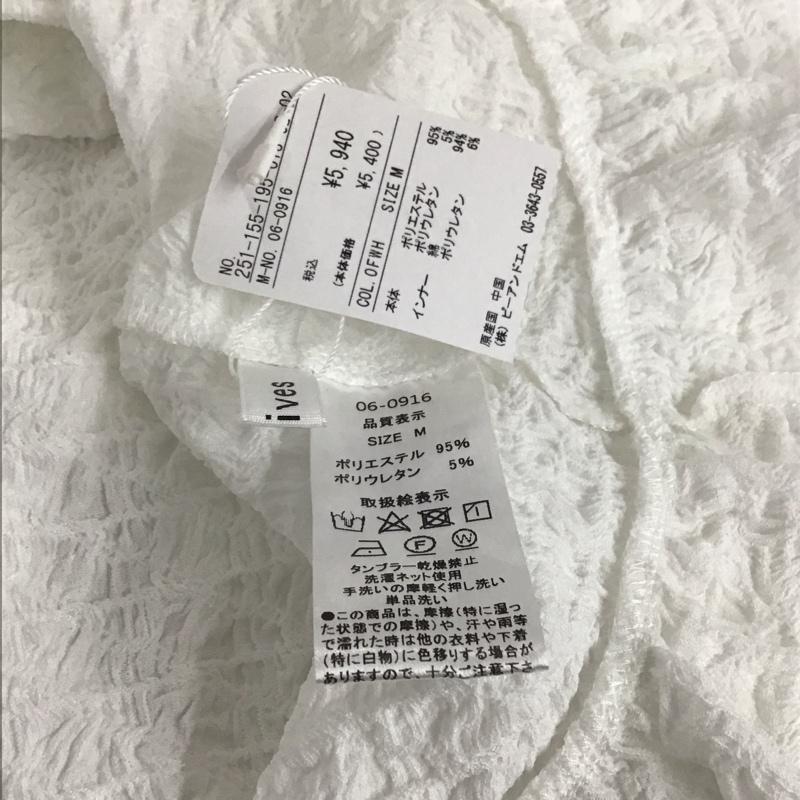 NO.
251-155-195-
M-NO. 06-0916
税込 ¥5,940
(本体価格 ¥5,400 )
COL. OFWH SIZE M
本体 ポリエステル 95%
ポリウレタン 5%
インナー 綿 94%
ポリウレタン 6%
原産国 中国
(株) ピーアンドエム 03-3643-0557
ives
06-0916
品質表示
SIZE M
ポリエステル 95%
ポリウレタン 5%
取扱絵表示
F W
タンブラー乾燥禁止
洗濯ネット使用
手洗いの摩軽く押し洗い
単品洗い
●この商品は、摩擦(特に湿っ
た状態での摩擦)や、汗や雨等
で濡れた時は他の衣料や下着
(特に白物)に色移りする場合が
ありますので、十分ご注意下さ